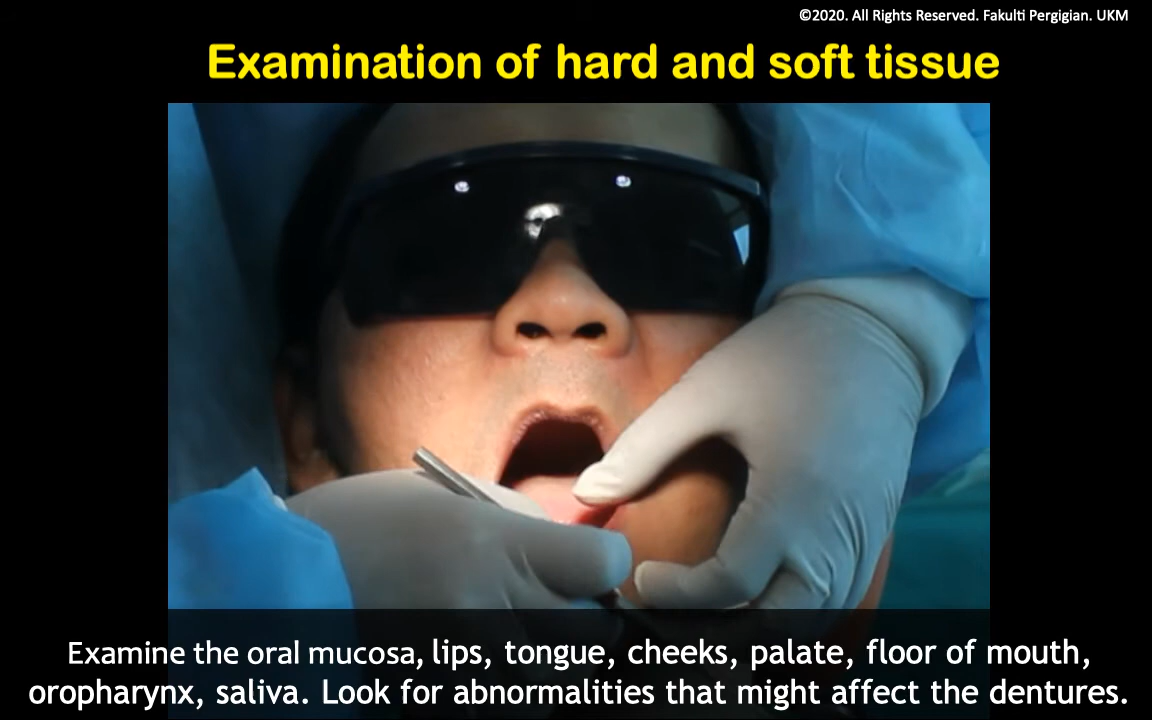 ©2020. All Rights Reserved. Fakulti Pergigian. UKM
Examination of hard and soft tissue
Examine the oral mucosa, lips, tongue, cheeks, palate, floor of mouth,
oropharynx, saliva. Look for abnormalities that might affect the dentures.